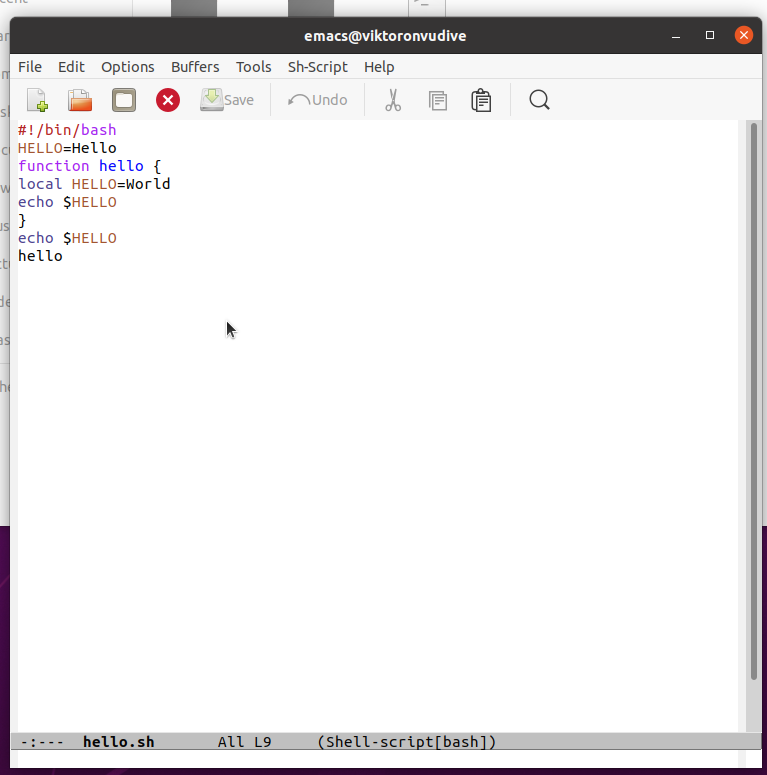 emacs@viktoronvudive
File Edit Options Buffers Tools Sh-Script Help
Save Undo
#!/bin/bash
HELLO=Hello
function hello {
local HELLO=World
echo $HELLO
}
echo $HELLO
hello
-:--- hello.sh All L9 (Shell-script[bash])